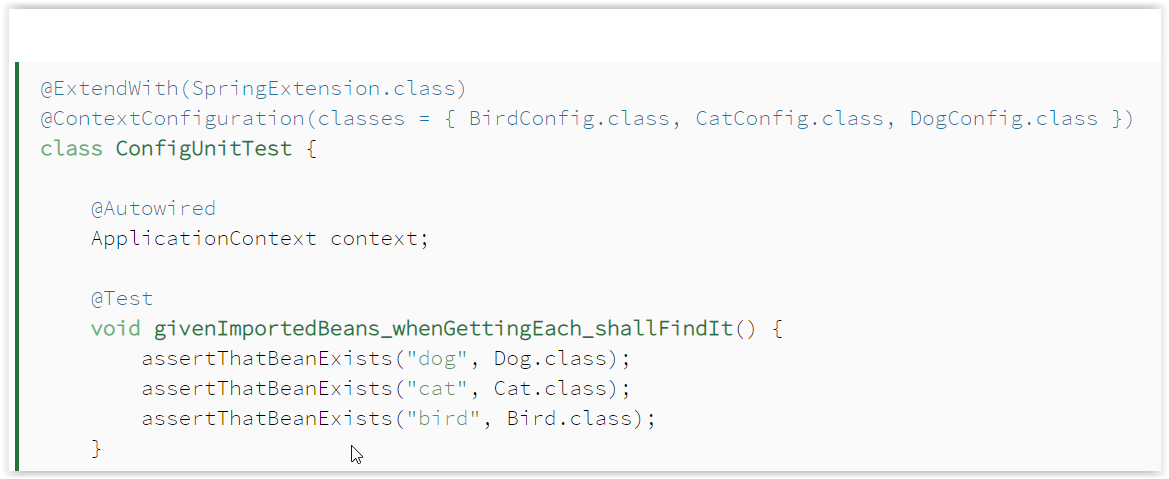 @ExtendWith(SpringExtension.class)
@ContextConfiguration(classes = { BirdConfig.class, CatConfig.class, DogConfig.class })
class ConfigUnitTest {
@Autowired
ApplicationContext context;
@Test
void givenImportedBeans_whenGettingEach_shallFindIt() {
assertThatBeanExists("dog", Dog.class);
assertThatBeanExists("cat", Cat.class);
assertThatBeanExists("bird", Bird.class);
}